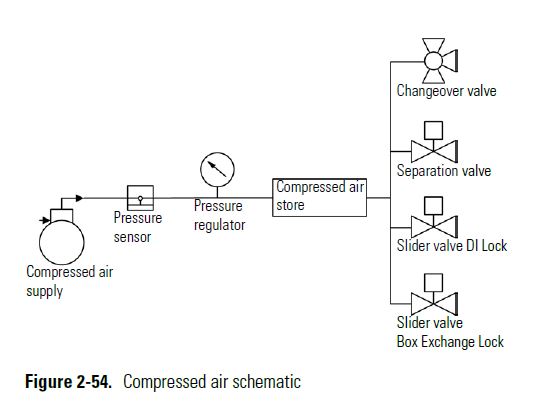 Changeover valve
Separation valve
Compressed air
store
Pressure
regulator
Pressure
sensor
Slider valve DI Lock
Compressed air
supply
Slider valve
Box Exchange Lock
Figure 2-54. Compressed air schematic